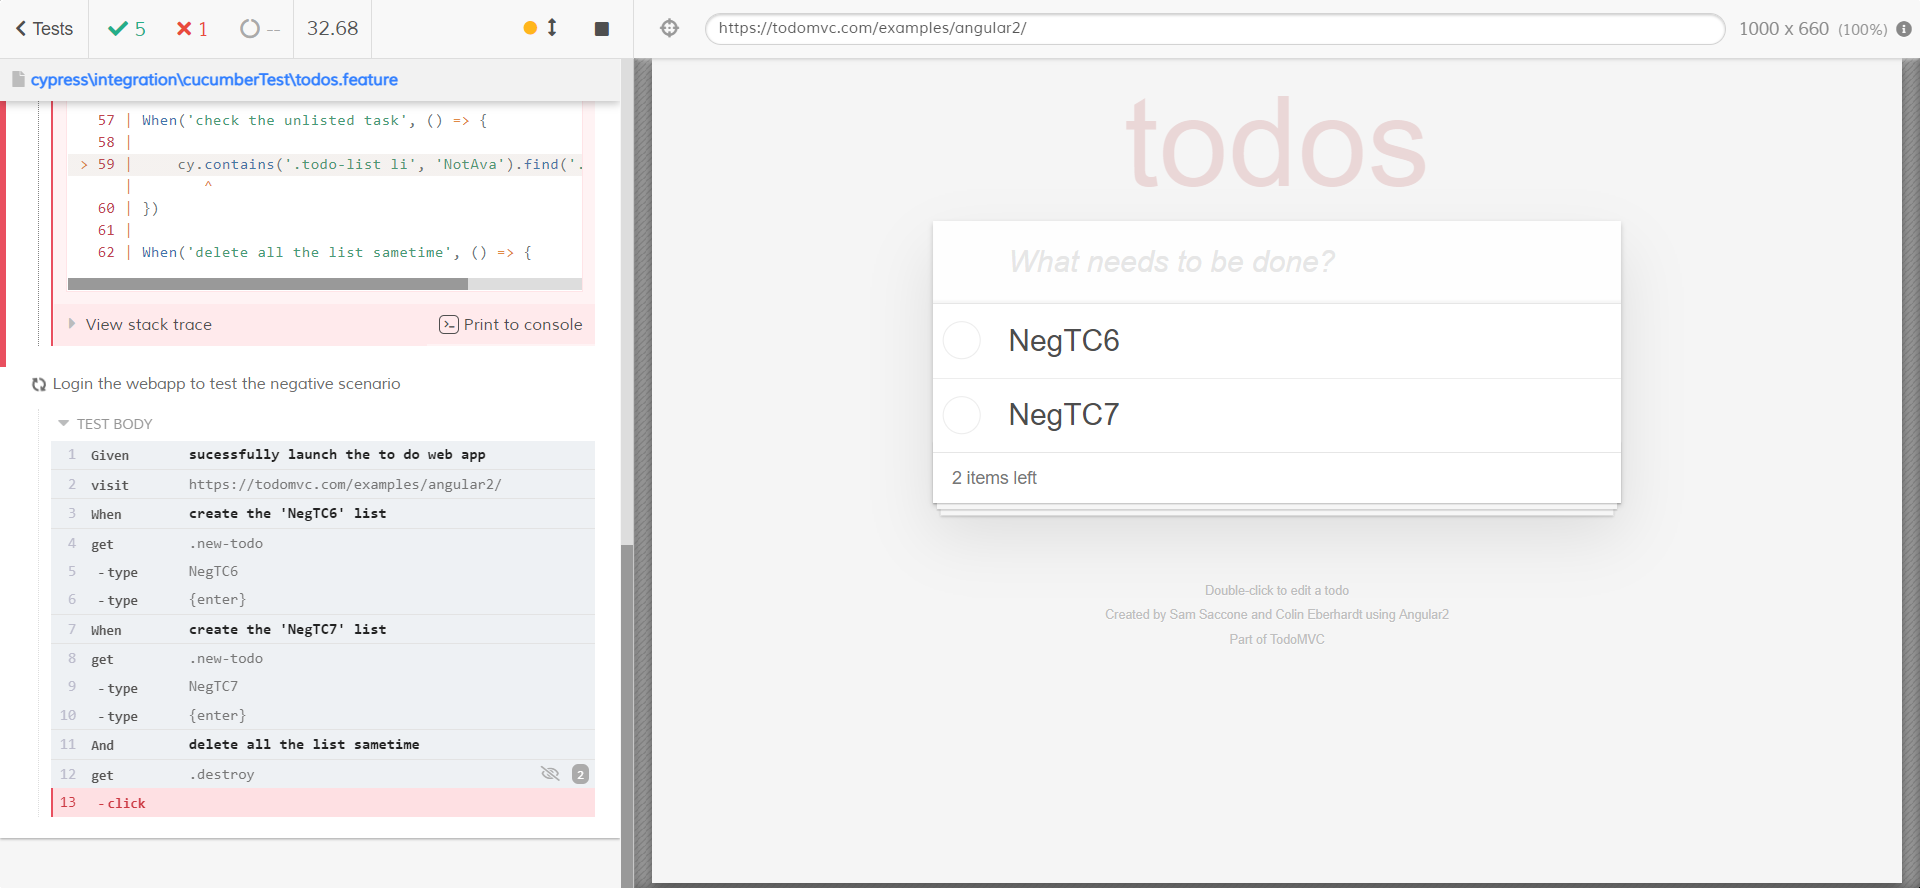 Tests
5
1
--
32.68
https://todomvc.com/examples/angular2/
1000 x 660 (100%)
cypress\integration\cucumberTest\todos.feature
57 | When('check the unlisted task', () => {
58 |
> 59 |     cy.contains('.todo-list li', 'NotAva').find('.
|        ^
60 | })
61 |
62 | When('delete all the list sametime', () => {
View stack trace
Print to console
Login the webapp to test the negative scenario
TEST BODY
1 Given sucessfully launch the to do web app
2 visit https://todomvc.com/examples/angular2/
3 When create the 'NegTC6' list
4 get .new-todo
5 -type NegTC6
6 -type {enter}
7 When create the 'NegTC7' list
8 get .new-todo
9 -type NegTC7
10 -type {enter}
11 And delete all the list sametime
12 get .destroy 2
13 -click
todos
What needs to be done?
NegTC6
NegTC7
2 items left
Double-click to edit a todo
Created by Sam Saccone and Colin Eberhardt using Angular2
Part of TodoMVC